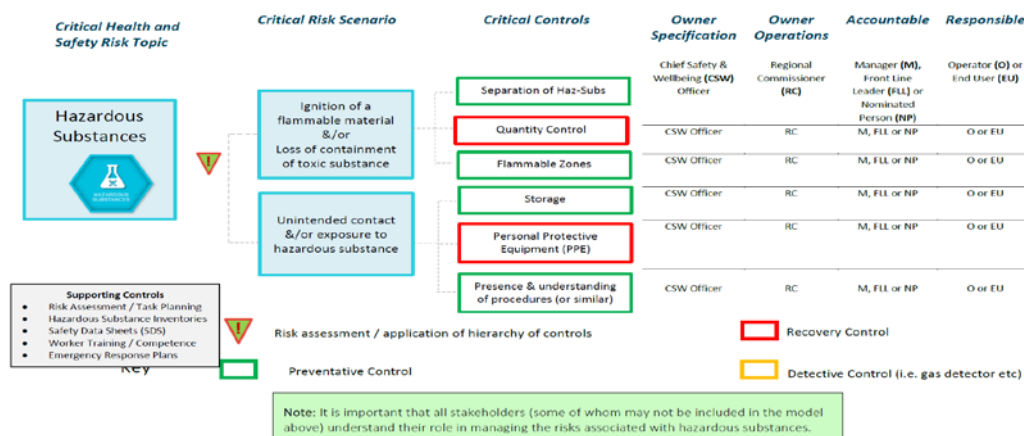 Critical Health and
Safety Risk Topic
Critical Risk Scenario
Critical Controls
Owner
Specification
Owner
Operations
Accountable
Responsible
Chief Safety &
Wellbeing (CSW)
Officer
Regional
Commissioner
(RC)
Manager (M),
Front Line
Leader (FLL) or
Nominated
Person (NP)
Operator (O) or
End User (EU)
Hazardous
Substances
HAZARDOUS
SUBSTANCES
!
Ignition of a
flammable material
&/or
Loss of containment
of toxic substance
Separation of Haz-Subs
Quantity Control
CSW Officer RC M, FLL or NP O or EU
Flammable Zones
CSW Officer RC M, FLL or NP O or EU
Unintended contact
&/or exposure to
hazardous substance
Storage
CSW Officer RC M, FLL or NP O or EU
Personal Protective
Equipment (PPE)
CSW Officer RC M, FLL or NP O or EU
Presence & understanding
of procedures (or similar)
CSW Officer RC M, FLL or NP O or EU
Supporting Controls
• Risk Assessment / Task Planning
• Hazardous Substance Inventories
• Safety Data Sheets (SDS)
• Worker Training / Competence
• Emergency Response Plans
Key
!
Risk assessment / application of hierarchy of controls
Recovery Control
Preventative Control
Detective Control (i.e. gas detector etc)
Note: It is important that all stakeholders (some of whom may not be included in the model
above) understand their role in managing the risks associated with hazardous substances.